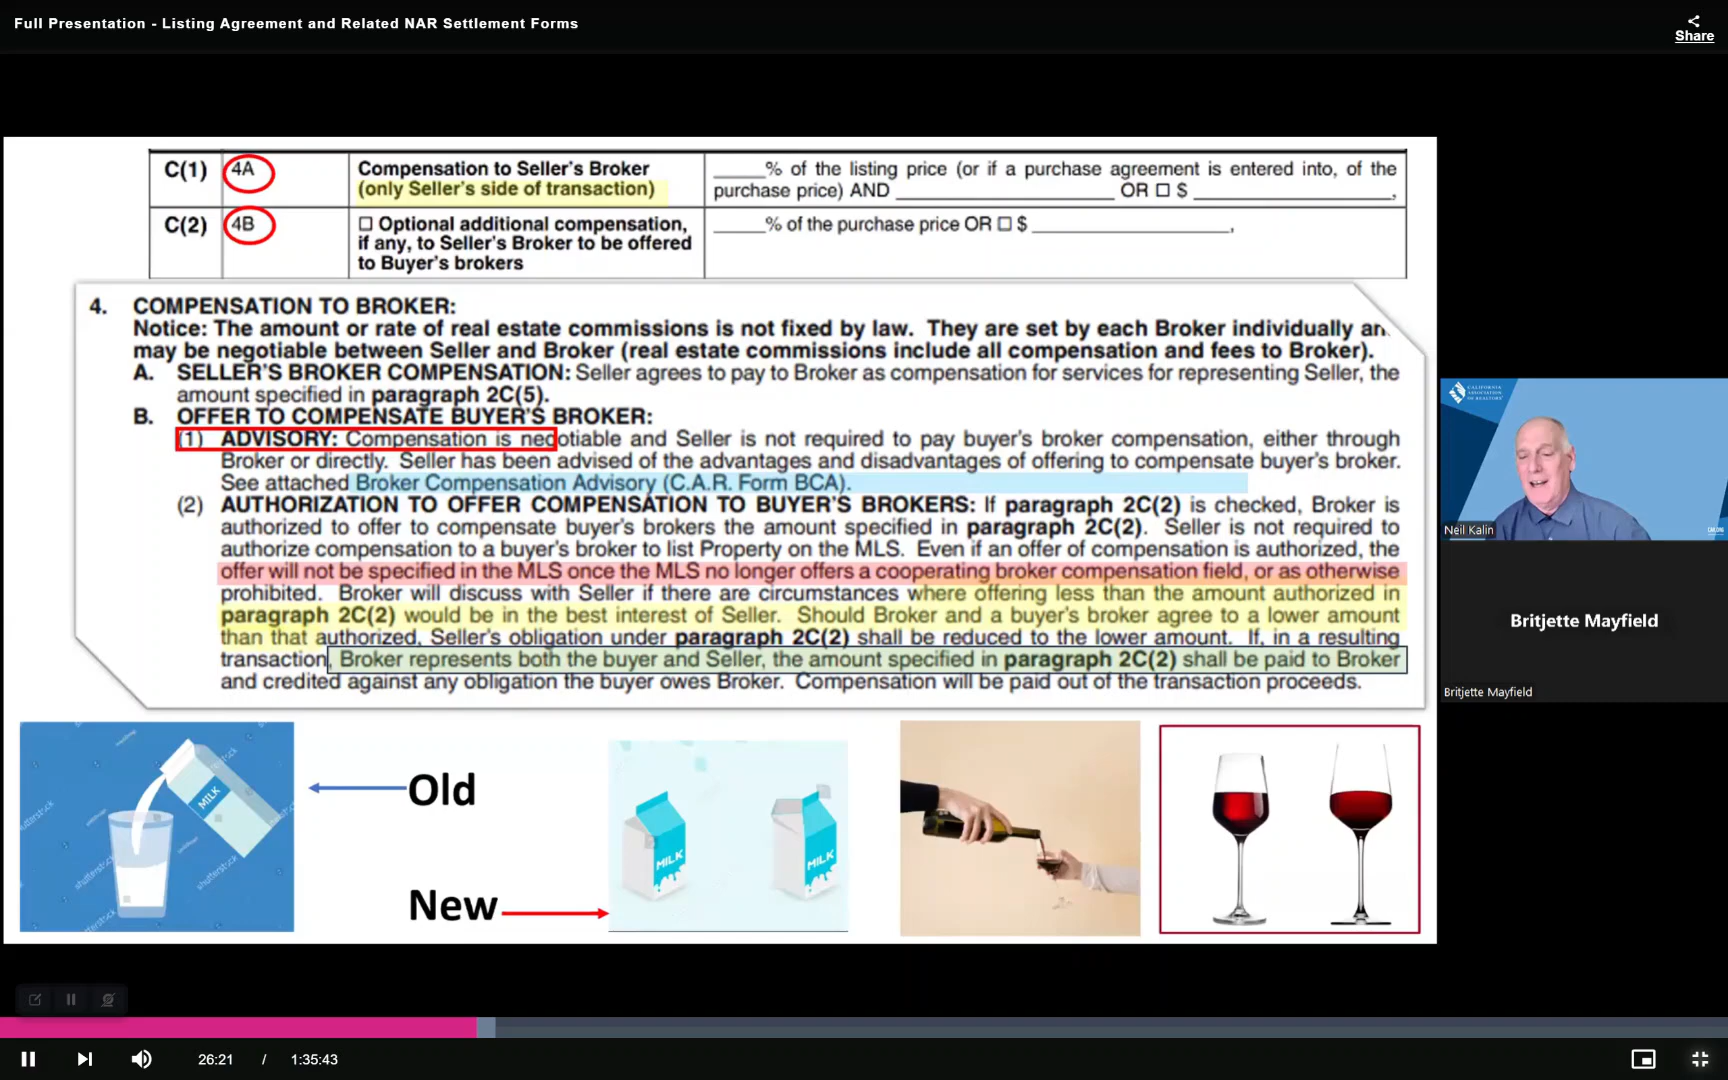 Full Presentation - Listing Agreement and Related NAR Settlement Forms
Share
C(1) 4A Compensation to Seller's Broker _____% of the listing price (or if a purchase agreement is entered into, of the
(only Seller's side of transaction) purchase price) AND ____________________ OR ☐ $ ____________________,
C(2) 4B ☐ Optional additional compensation, _____% of the purchase price OR ☐ $ ____________________,
if any, to Seller's Broker to be offered
to Buyer's brokers
4. COMPENSATION TO BROKER:
Notice: The amount or rate of real estate commissions is not fixed by law. They are set by each Broker individually an
may be negotiable between Seller and Broker (real estate commissions include all compensation and fees to Broker).
A. SELLER'S BROKER COMPENSATION: Seller agrees to pay to Broker as compensation for services for representing Seller, the
amount specified in paragraph 2C(5).
B. OFFER TO COMPENSATE BUYER'S BROKER:
(1) ADVISORY: Compensation is negotiable and Seller is not required to pay buyer's broker compensation, either through
Broker or directly. Seller has been advised of the advantages and disadvantages of offering to compensate buyer's broker.
See attached Broker Compensation Advisory (C.A.R. Form BCA).
(2) AUTHORIZATION TO OFFER COMPENSATION TO BUYER'S BROKERS: If paragraph 2C(2) is checked, Broker is
authorized to offer to compensate buyer's brokers the amount specified in paragraph 2C(2). Seller is not required to
authorize compensation to a buyer's broker to list Property on the MLS. Even if an offer of compensation is authorized, the
offer will not be specified in the MLS once the MLS no longer offers a cooperating broker compensation field, or as otherwise
prohibited. Broker will discuss with Seller if there are circumstances where offering less than the amount authorized in
paragraph 2C(2) would be in the best interest of Seller. Should Broker and a buyer's broker agree to a lower amount
than that authorized, Seller's obligation under paragraph 2C(2) shall be reduced to the lower amount. If, in a resulting
transaction, Broker represents both the buyer and Seller, the amount specified in paragraph 2C(2) shall be paid to Broker
and credited against any obligation the buyer owes Broker. Compensation will be paid out of the transaction proceeds.
CALIFORNIA
ASSOCIATION
OF REALTORS
Neil Kalin
Britjette Mayfield
Britjette Mayfield
MILK
shutterstock
shutterstock
Old
New
MILK
MILK
26:21 / 1:35:43